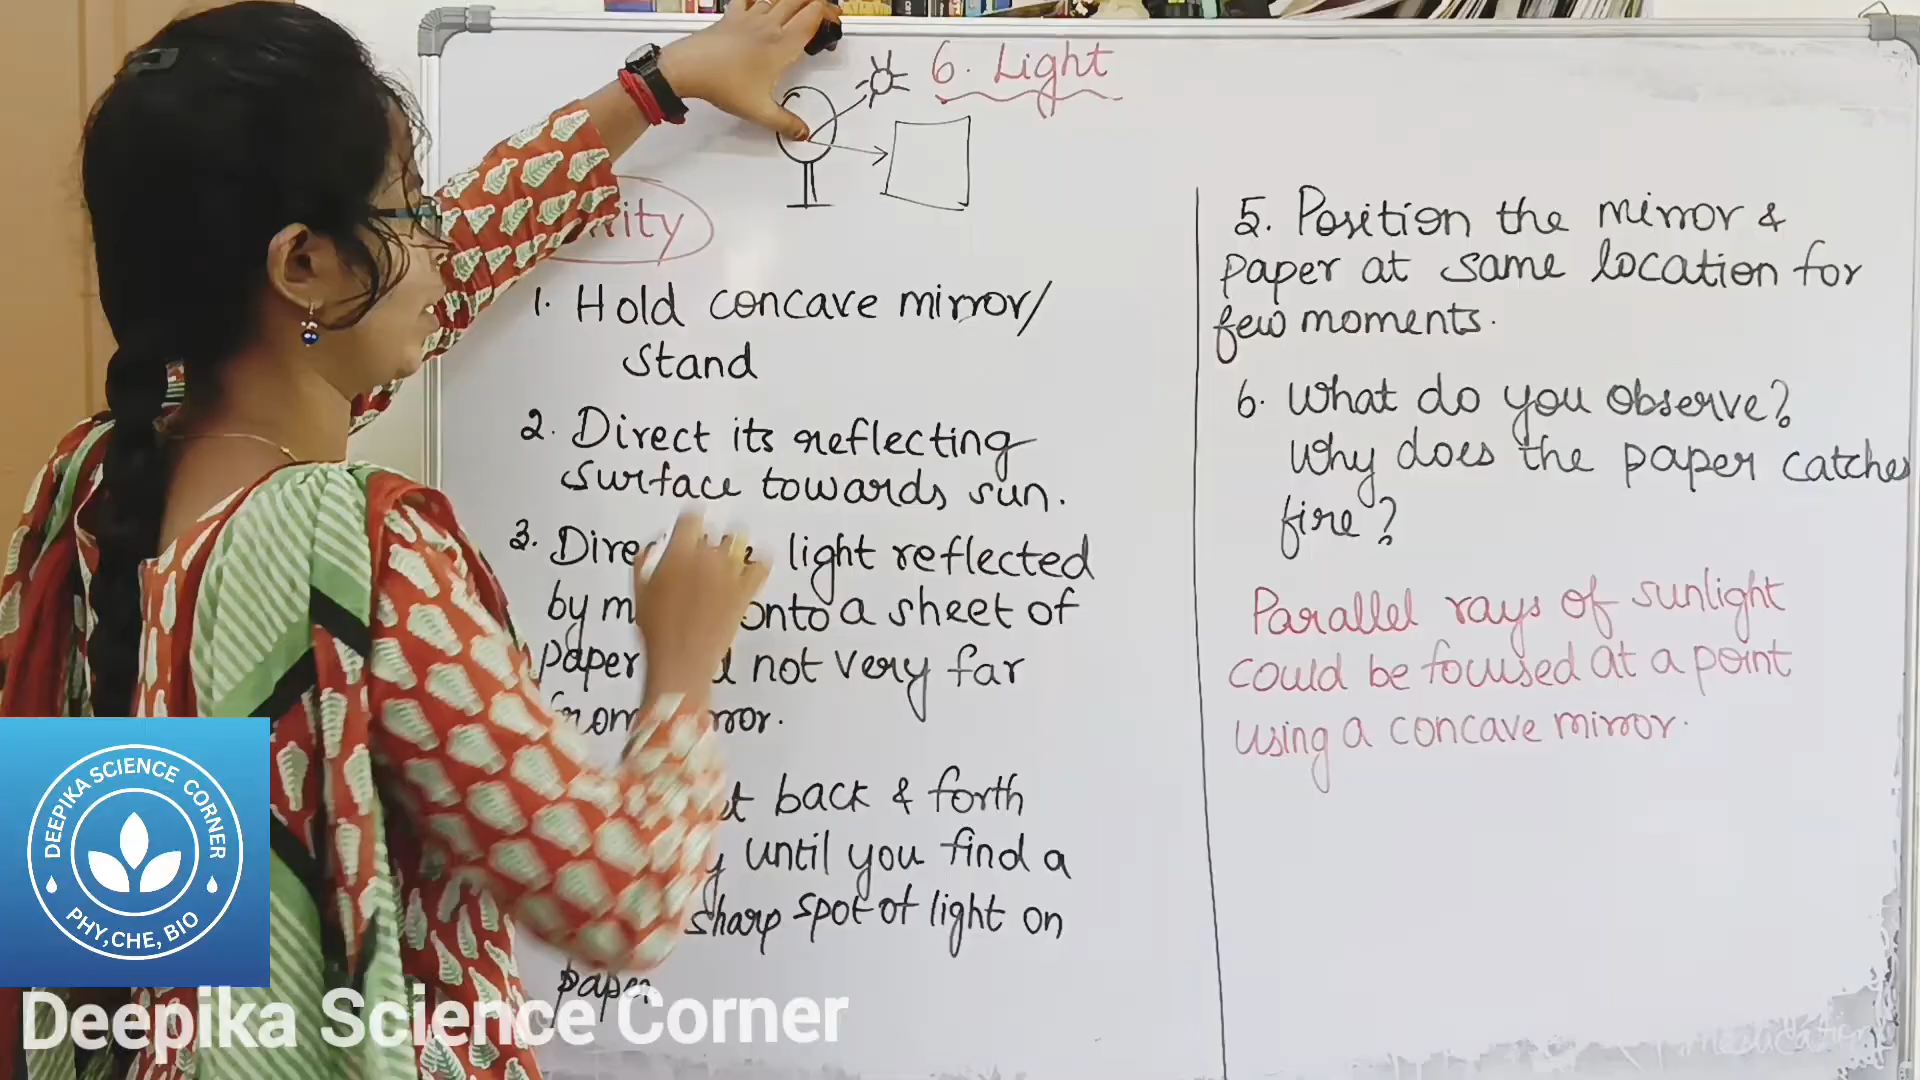 6. Light
1. Hold concave mirror/
stand
2. Direct its reflecting
surface towards sun.
3. light reflected
by onto a sheet of
paper not very far
from
back & forth
until you find a
sharp spot of light on
paper
5. Position the mirror &
paper at same location for
few moments.
6. What do you observe?
Why does the paper catches
fire?
Parallel rays of sunlight
could be focused at a point
using a concave mirror.
DEEPIKA SCIENCE CORNER
PHY,CHE, BIO
Deepika Science Corner